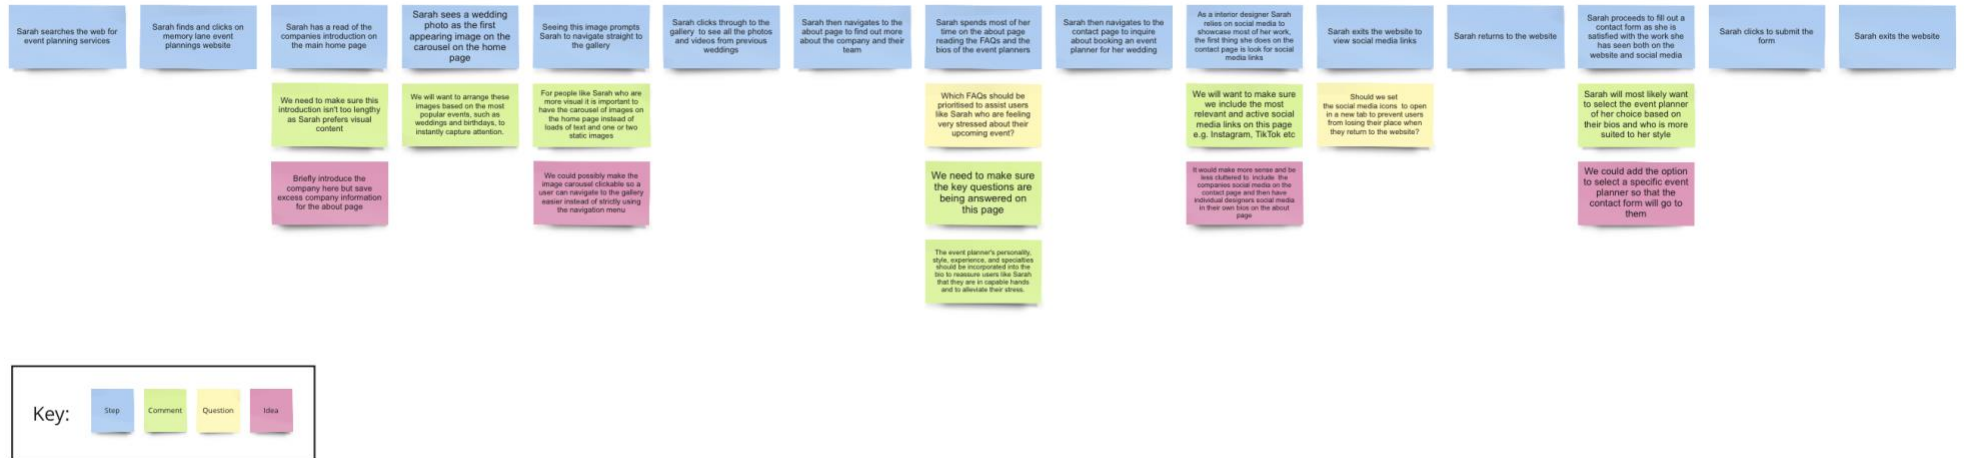 Sarah searches the web for
event planning services
Sarah finds and clicks on
memory lane event
plannings website
Sarah has a read of the
companies introduction on
the main home page
Sarah sees a wedding
photo as the first
appearing image on the
carousel on the home
page
Seeing this image prompts
Sarah to navigate straight to
the gallery
Sarah clicks through to the
gallery to see all the photos
and videos from previous
weddings
Sarah then navigates to the
about page to find out more
about the company and their
team
Sarah spends most of her
time on the about page
reading the FAQs and the
bios of the event planners
Sarah then navigates to the
contact page to inquire
about booking an event
planner for her wedding
As a interior designer Sarah
relies on social media to
showcase most of her work,
the first thing she does on the
contact page is look for social
media links
Sarah exits the website to
view social media links
Sarah returns to the website
Sarah proceeds to fill out a
contact form as she is
satisfied with the work she
has seen both on the
website and social media
Sarah clicks to submit the
form
Sarah exits the website
We need to make sure this
introduction isn't too lengthy
as Sarah prefers visual
content
We will want to arrange these
images based on the most
popular events, such as
weddings and birthdays, to
instantly capture attention.
For people like Sarah who are
more visual it is important to
have the carousel of images on
the home page instead of
loads of text and one or two
static images
Which FAQs should be
prioritised to assist users
like Sarah who are feeling
very stressed about their
upcoming event?
We will want to make sure
we include the most
relevant and active social
media links on this page
e.g. Instagram, TikTok etc
Should we set
the social media icons to open
in a new tab to prevent users
from losing their place when
they return to the website?
Sarah will most likely want
to select the event planner
of her choice based on
their bios and who is more
suited to her style
Briefly introduce the
company here but save
excess company information
for the about page
We could possibly make the
image carousel clickable so a
user can navigate to the gallery
easier instead of strictly using
the navigation menu
We need to make sure
the key questions are
being answered on
this page
It would make more sense and be
less cluttered to include the
companies social media on the
contact page and then have
individual designers social media
in their own bios on the about
page
We could add the option
to select a specific event
planner so that the
contact form will go to
them
The event planner's personality,
style, experience, and specialties
should be incorporated into the
bio to reassure users like Sarah
that they are in capable hands
and to alleviate their stress.
Key:
Step
Comment
Question
Idea